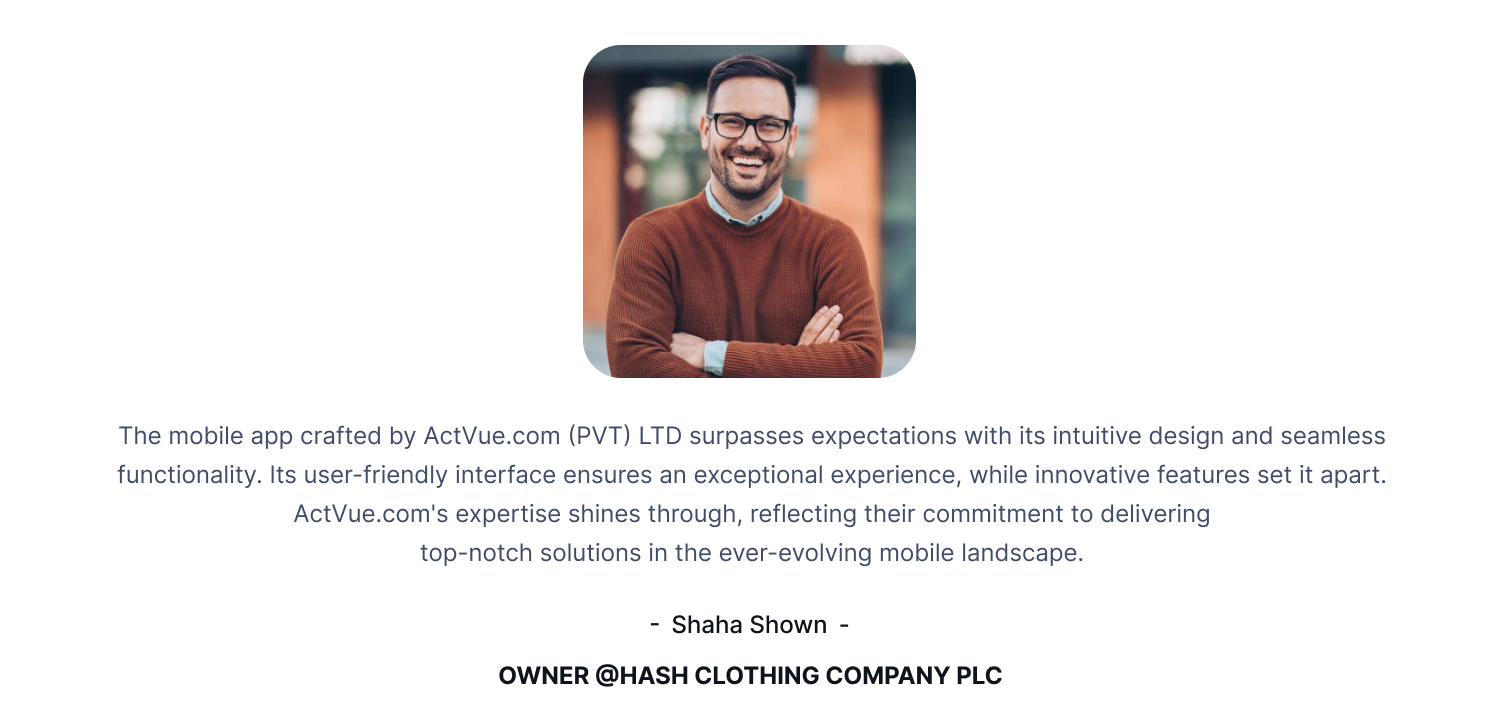 The mobile app crafted by ActVue.com (PVT) LTD surpasses expectations with its intuitive design and seamless
functionality. Its user-friendly interface ensures an exceptional experience, while innovative features set it apart.
ActVue.com's expertise shines through, reflecting their commitment to delivering
top-notch solutions in the ever-evolving mobile landscape.
- Shaha Shown -
OWNER @HASH CLOTHING COMPANY PLC